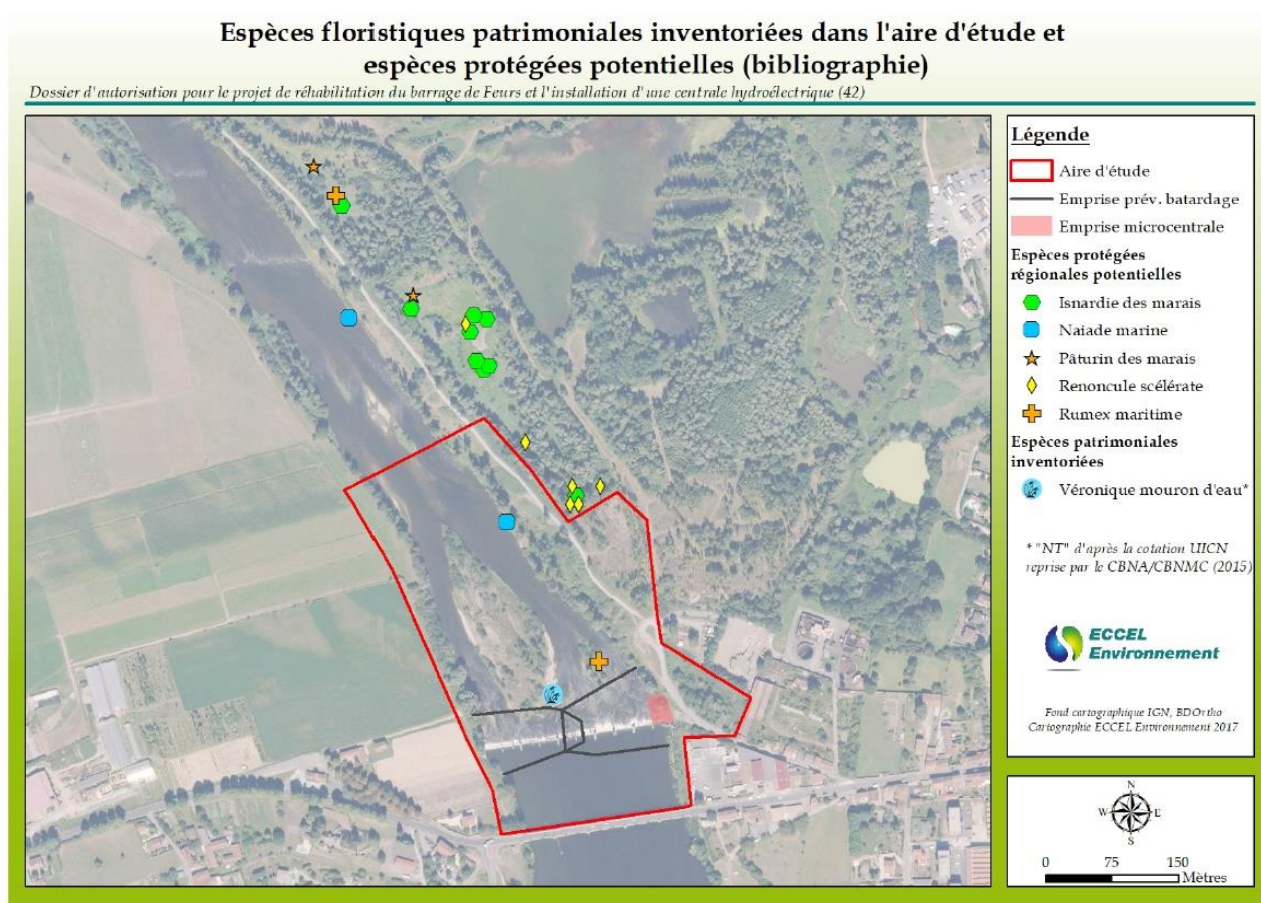 Espèces floristiques patrimoniales inventoriées dans l'aire d'étude et
espèces protégées potentielles (bibliographie)
Dossier d'autorisation pour le projet de réhabilitation du barrage de Feurs et l'installation d'une centrale hydroélectrique (42)
Légende
Aire d'étude
Emprise prév. batardage
Emprise microcentrale
Espèces protégées
régionales potentielles
Isnardie des marais
Naiade marine
Pâturin des marais
Renoncule scélérate
Rumex maritime
Espèces patrimoniales
inventoriées
Véronique mouron d'eau*
* "NT" d'après la cotation UICN
reprise par le CBNA/CBNMC (2015)
ECCEL
Environnement
Fond cartographique IGN, BDOrtho
Cartographie ECCEL Environnement 2017
N
W E
S
0 75 150
Mètres